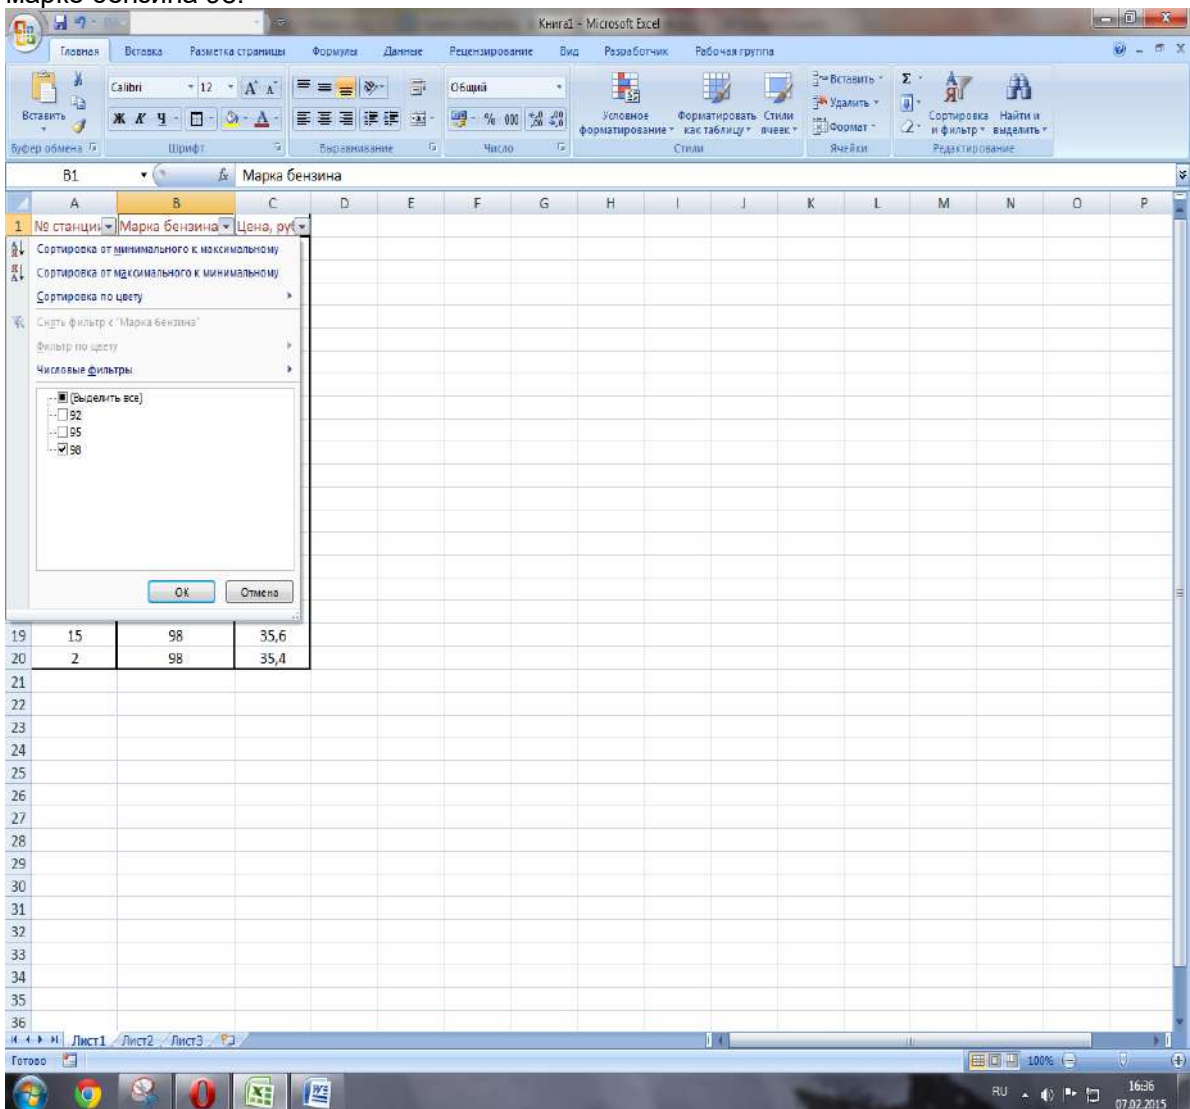 Книга1 - Microsoft Excel
Главная Вставка Разметка страницы Формулы Данные Рецензирование Вид Разработчик Рабочая группа
Calibri 12 A A Общий Вставить Σ
Вставить Условное Форматировать Стили Удалить Сортировка Найти и
Ж К Ч А % 000 форматирование как таблицу ячеек Формат и фильтр выделить
Буфер обмена Шрифт Выравнивание Число Стили Ячейки Редактирование
B1 fx Марка бензина
A B C D E F G H I J K L M N O P
1 № станции Марка бензина Цена, руб
Сортировка от минимального к максимальному
Сортировка от максимального к минимальному
Сортировка по цвету
Снять фильтр с "Марка бензина"
Фильтр по цвету
Числовые фильтры
(Выделить все)
92
95
98
ОК Отмена
19 15 98 35,6
20 2 98 35,4
21
22
23
24
25
26
27
28
29
30
31
32
33
34
35
36
Лист1 Лист2 Лист3
Готово 100%
RU 16:36
07.02.2015